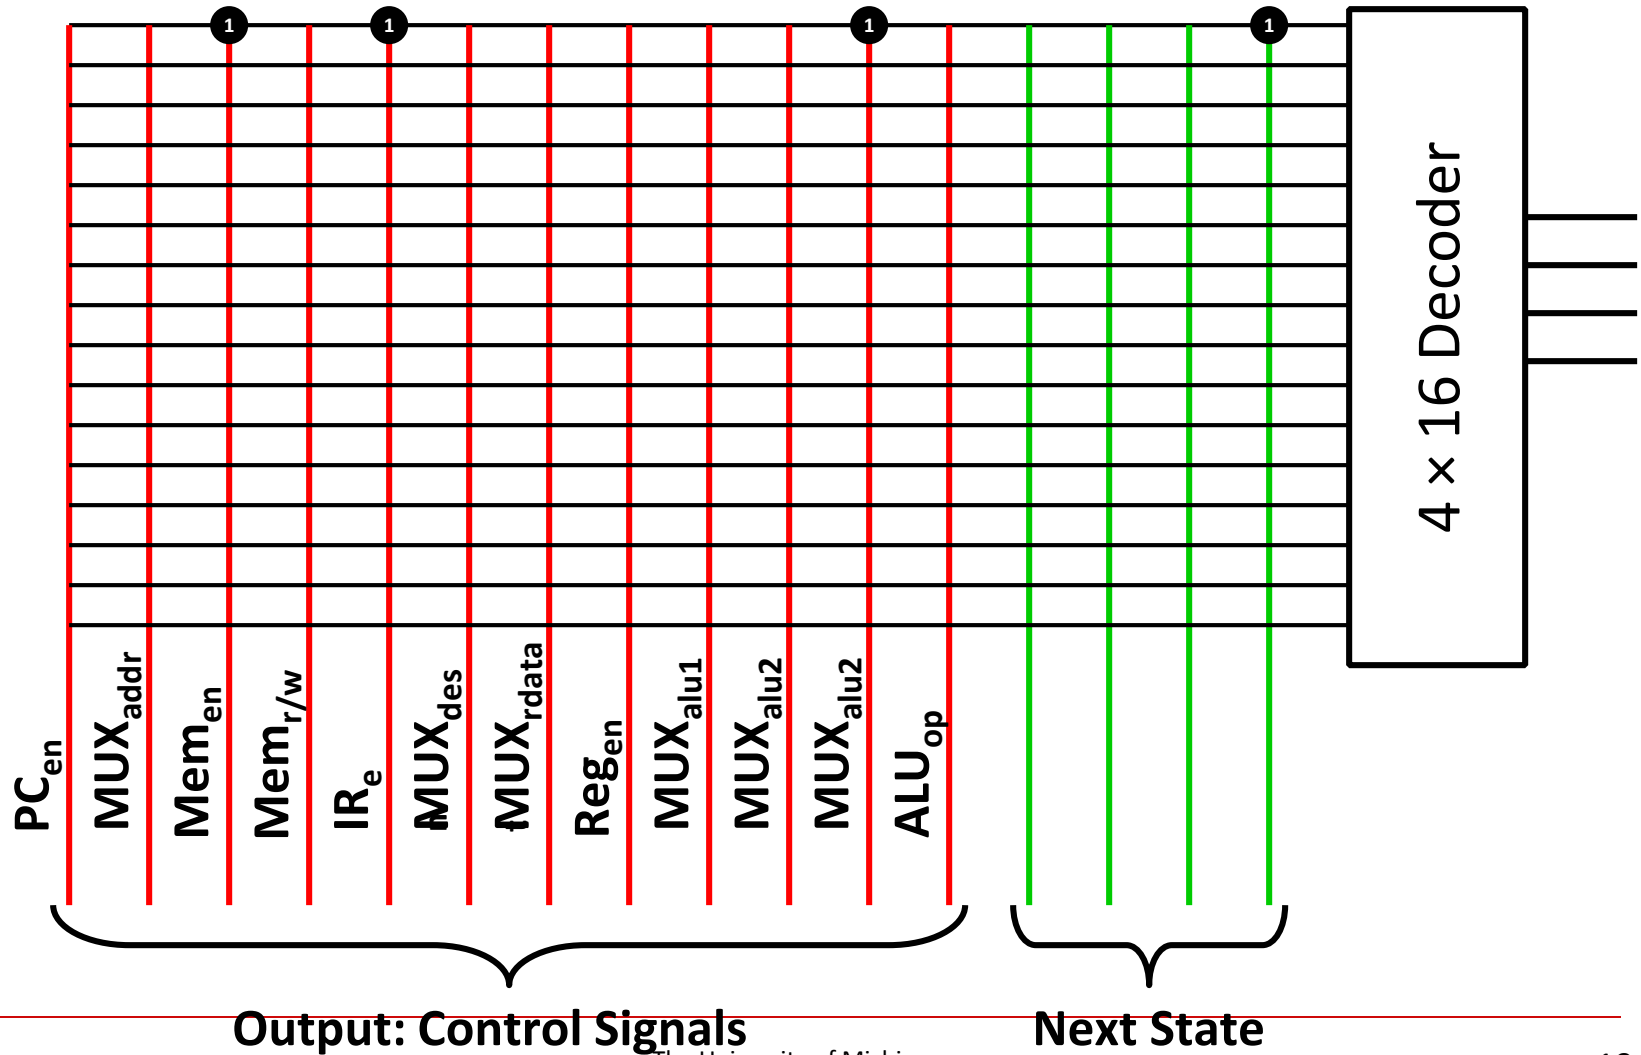 1 1 1 1
4 × 16 Decoder
PCen
MUXaddr
Memen
Memr/w
IRe
MUXdes
MUXrdata
Regen
MUXalu1
MUXalu2
MUXalu2
ALUop
Output: Control Signals
Next State